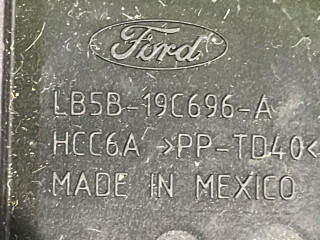 Ford
LB5B-19C696-A
HCC6A >PP-TD40<
MADE IN MEXICO